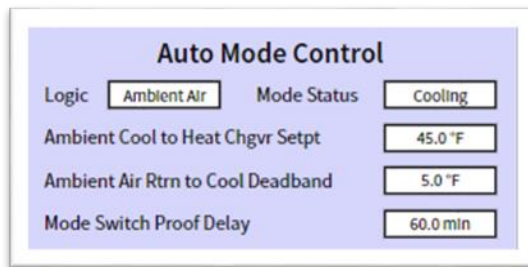 Auto Mode Control
Logic Ambient Air Mode Status Cooling
Ambient Cool to Heat Chgvr Setpt 45.0 °F
Ambient Air Rtrn to Cool Deadband 5.0 °F
Mode Switch Proof Delay 60.0 min